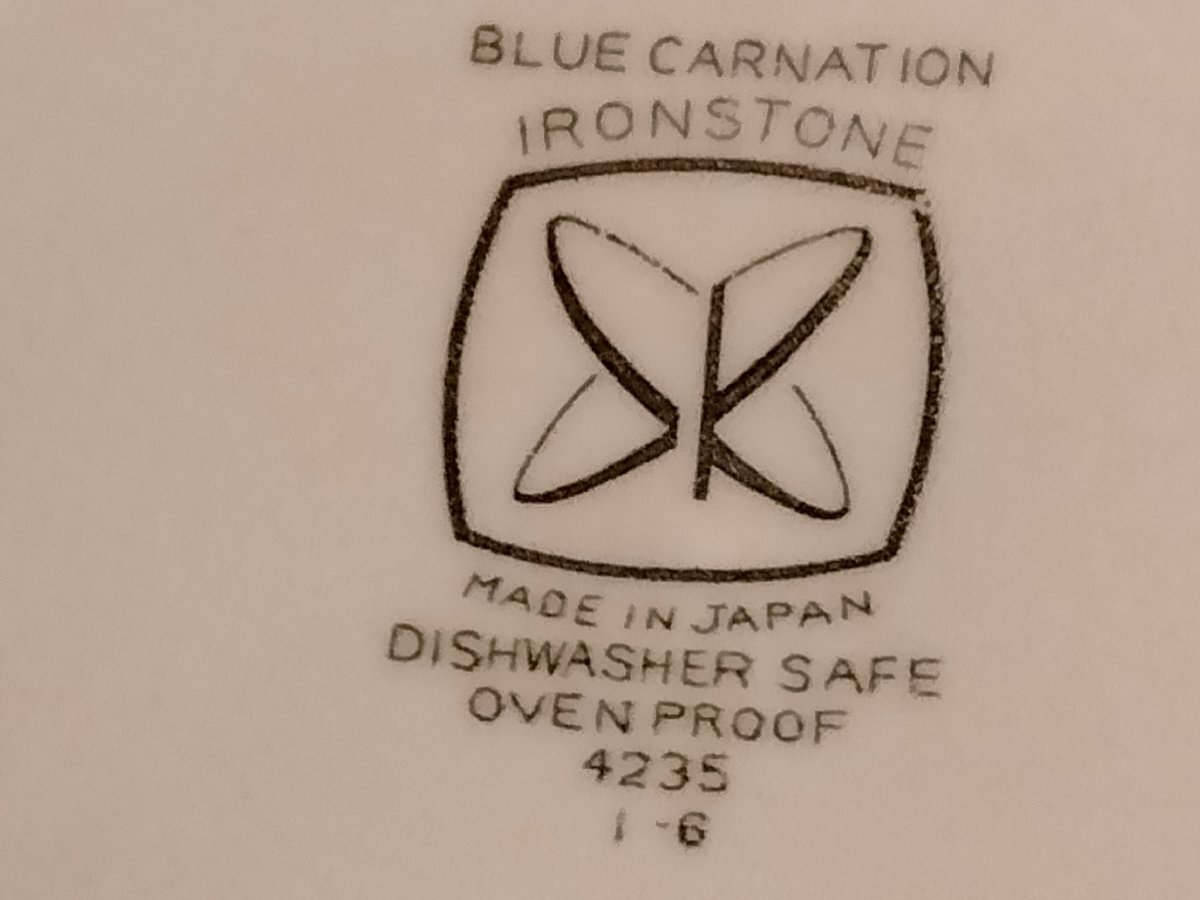 BLUE CARNATION
IRONSTONE
MADE IN JAPAN
DISHWASHER SAFE
OVEN PROOF
4235
1-6